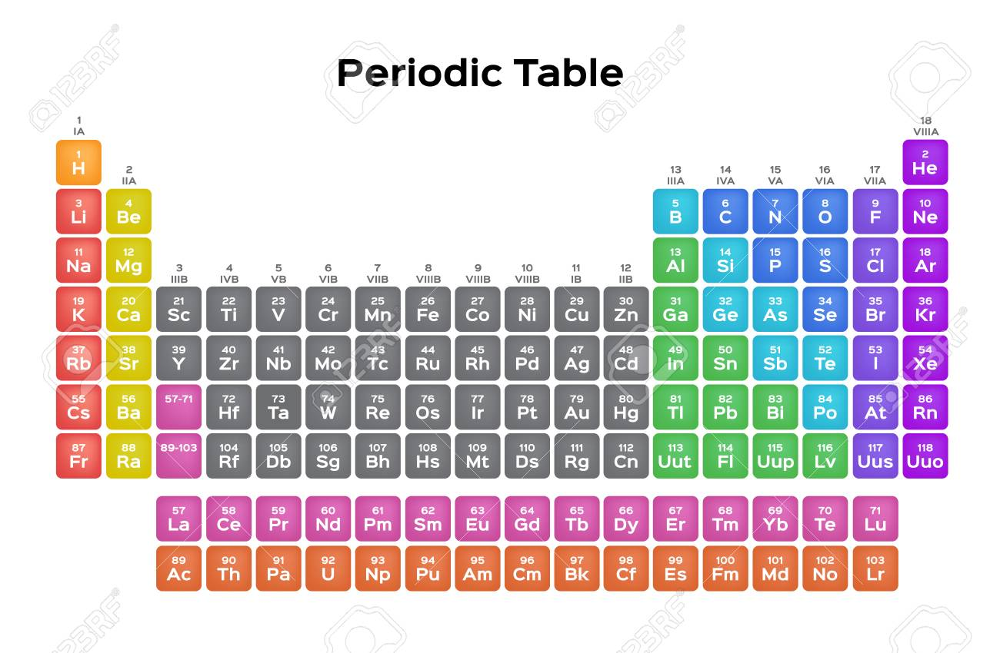 Periodic Table
1 18
IA VIIIA
1 2
H He
2 13 14 15 16 17
IIA IIIA IVA VA VIA VIIA
3 4 5 6 7 8 9 10
Li Be B C N O F Ne
11 12 13 14 15 16 17 18
Na Mg Al Si P S Cl Ar
3 4 5 6 7 8 9 10 11 12
IIIB IVB VB VIB VIIB VIIIB VIIIB VIIIB IB IIB
19 20 21 22 23 24 25 26 27 28 29 30 31 32 33 34 35 36
K Ca Sc Ti V Cr Mn Fe Co Ni Cu Zn Ga Ge As Se Br Kr
37 38 39 40 41 42 43 44 45 46 47 48 49 50 51 52 53 54
Rb Sr Y Zr Nb Mo Tc Ru Rh Pd Ag Cd In Sn Sb Te I Xe
55 56 57-71 72 73 74 75 76 77 78 79 80 81 82 83 84 85 86
Cs Ba Hf Ta W Re Os Ir Pt Au Hg Tl Pb Bi Po At Rn
87 88 89-103 104 105 106 107 108 109 110 111 112 113 114 115 116 117 118
Fr Ra Rf Db Sg Bh Hs Mt Ds Rg Cn Uut Fl Uup Lv Uus Uuo
57 58 59 60 61 62 63 64 65 66 67 68 69 70 71
La Ce Pr Nd Pm Sm Eu Gd Tb Dy Er Tm Yb Te Lu
89 90 91 92 93 94 95 96 97 98 99 100 101 102 103
Ac Th Pa U Np Pu Am Cm Bk Cf Es Fm Md No Lr
123RF